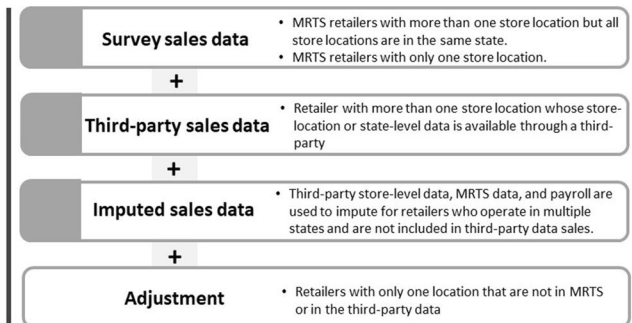 Survey sales data
• MRTS retailers with more than one store location but all
store locations are in the same state.
• MRTS retailers with only one store location.
+
Third-party sales data
• Retailer with more than one store location whose store-
location or state-level data is available through a third-
party
+
Imputed sales data
• Third-party store-level data, MRTS data, and payroll are
used to impute for retailers who operate in multiple
states and are not included in third-party data sales.
+
Adjustment
• Retailers with only one location that are not in MRTS
or in the third-party data